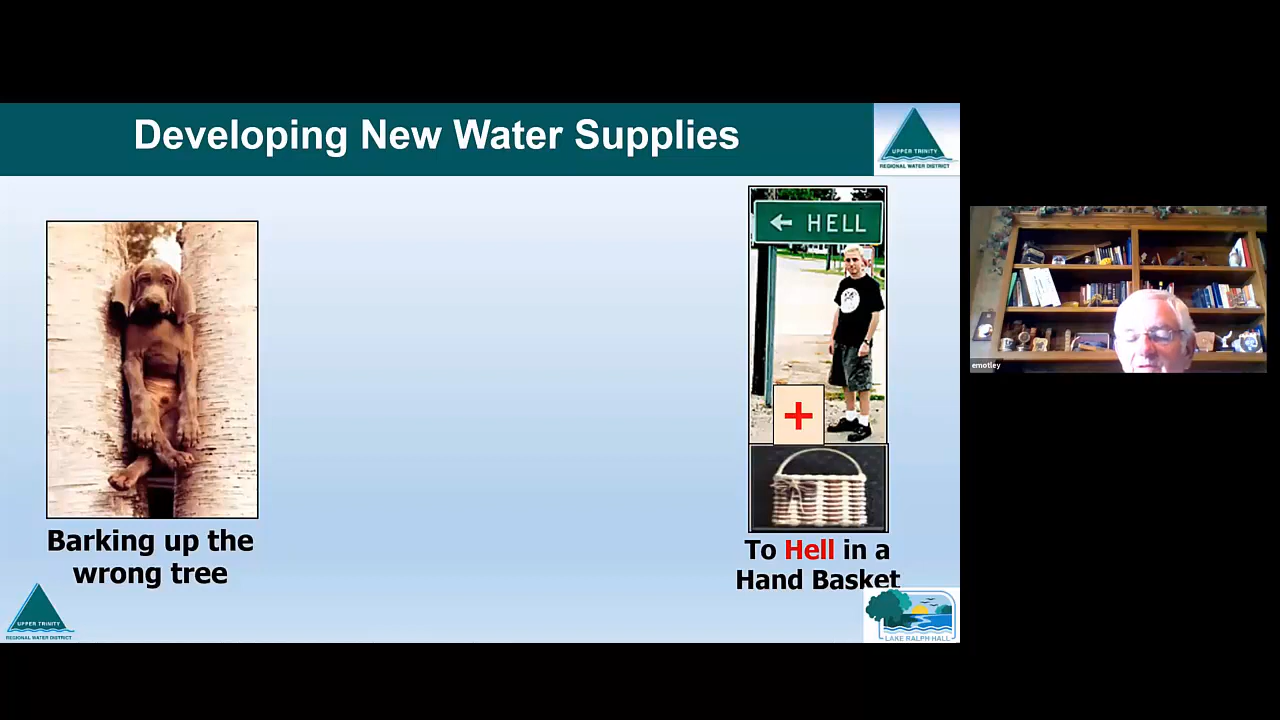 Developing New Water Supplies
UPPER TRINITY
REGIONAL WATER DISTRICT
← HELL
+
Barking up the
wrong tree
To Hell in a
Hand Basket
UPPER TRINITY
REGIONAL WATER DISTRICT
LAKE RALPH HALL
emotley